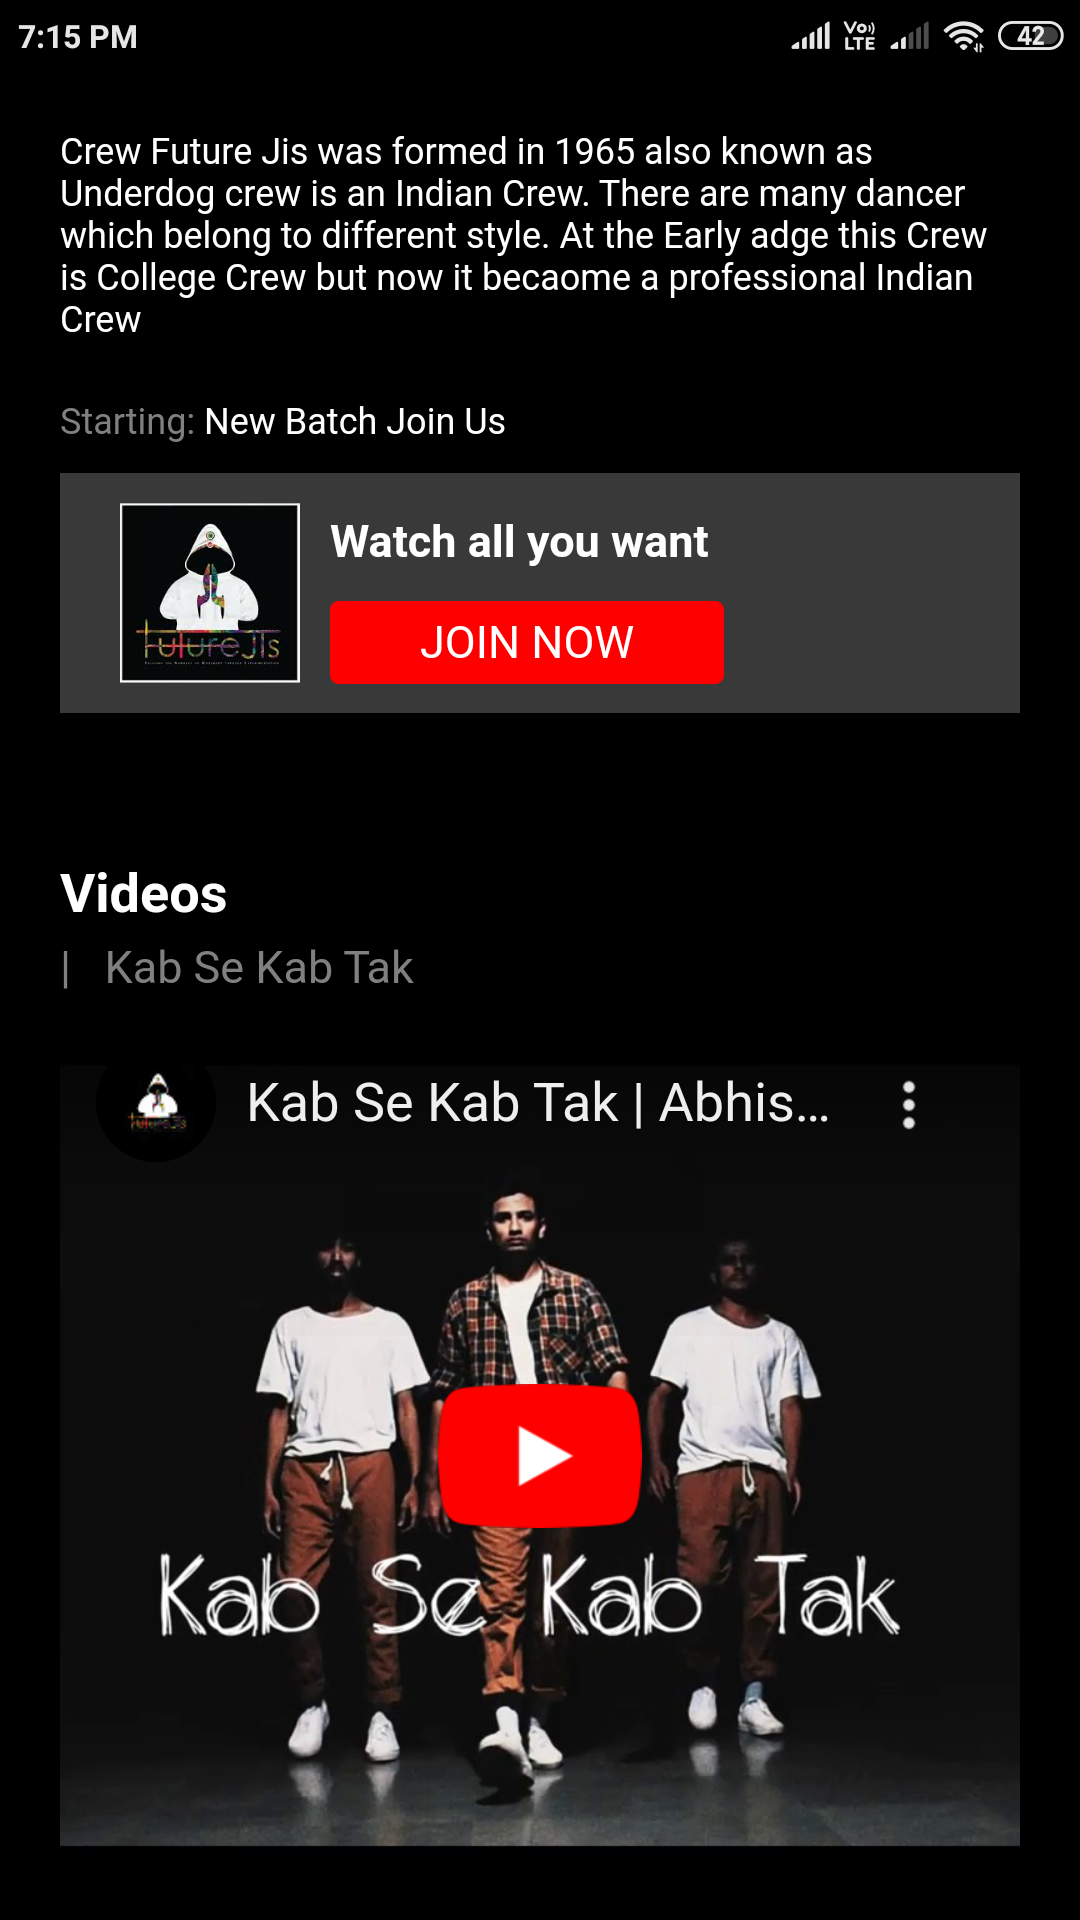 7:15 PM
Vo)) LTE
42
Crew Future Jis was formed in 1965 also known as
Underdog crew is an Indian Crew. There are many dancer
which belong to different style. At the Early adge this Crew
is College Crew but now it becaome a professional Indian
Crew
Starting: New Batch Join Us
Watch all you want
futurejis
JOIN NOW
Videos
| Kab Se Kab Tak
Kab Se Kab Tak | Abhis...
Kab Se Kab Tak